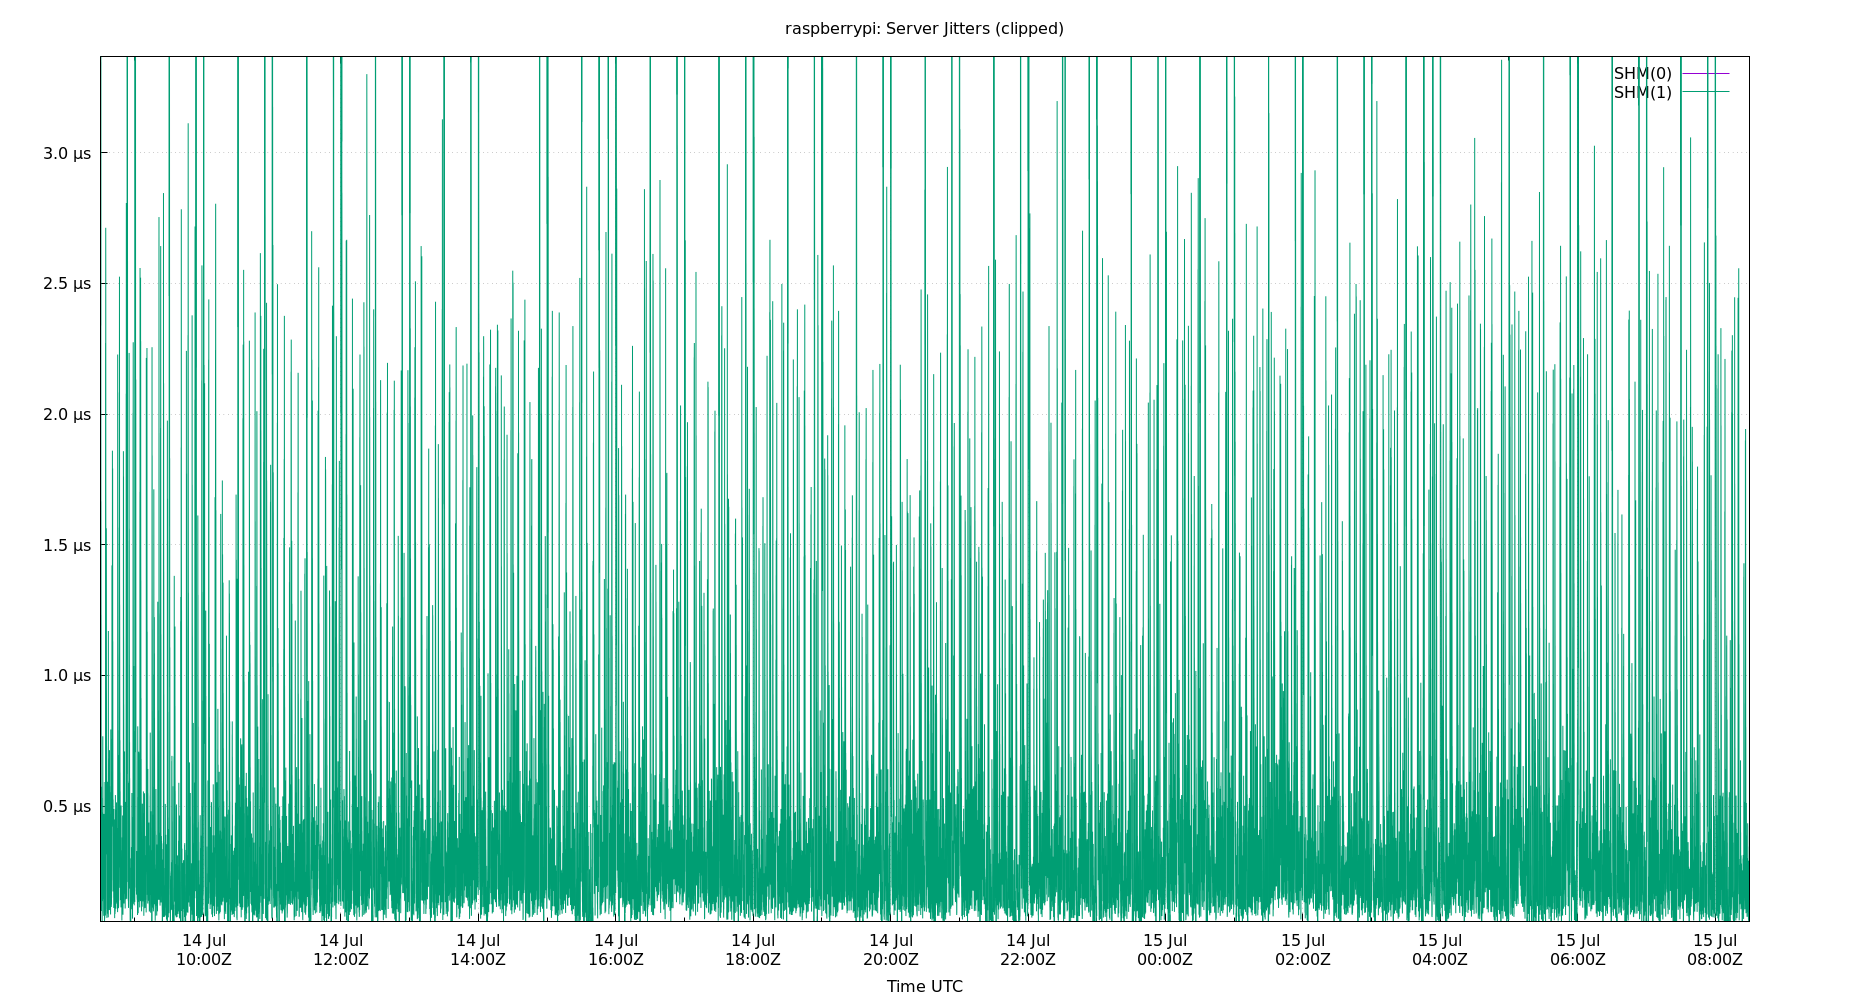 raspberrypi: Server Jitters (clipped)
SHM(0)
SHM(1)
3.0 µs
2.5 µs
2.0 µs
1.5 µs
1.0 µs
0.5 µs
14 Jul 14 Jul 14 Jul 14 Jul 14 Jul 14 Jul 14 Jul 15 Jul 15 Jul 15 Jul 15 Jul 15 Jul
10:00Z 12:00Z 14:00Z 16:00Z 18:00Z 20:00Z 22:00Z 00:00Z 02:00Z 04:00Z 06:00Z 08:00Z
Time UTC